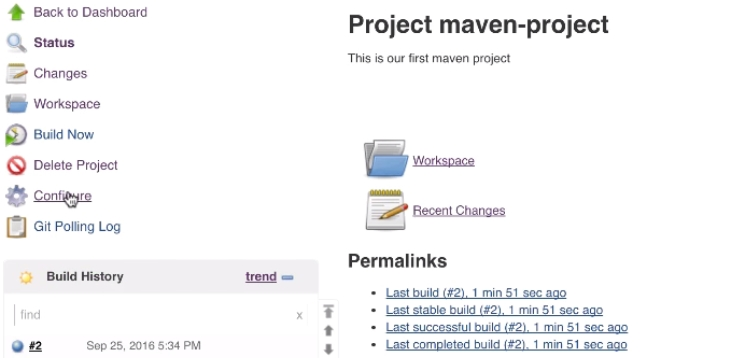 Back to Dashboard
Status
Changes
Workspace
Build Now
Delete Project
Configure
Git Polling Log
Build History
trend
find
x
#2
Sep 25, 2016 5:34 PM
Project maven-project
This is our first maven project
Workspace
Recent Changes
Permalinks
Last build (#2), 1 min 51 sec ago
Last stable build (#2), 1 min 51 sec ago
Last successful build (#2), 1 min 51 sec ago
Last completed build (#2), 1 min 51 sec ago